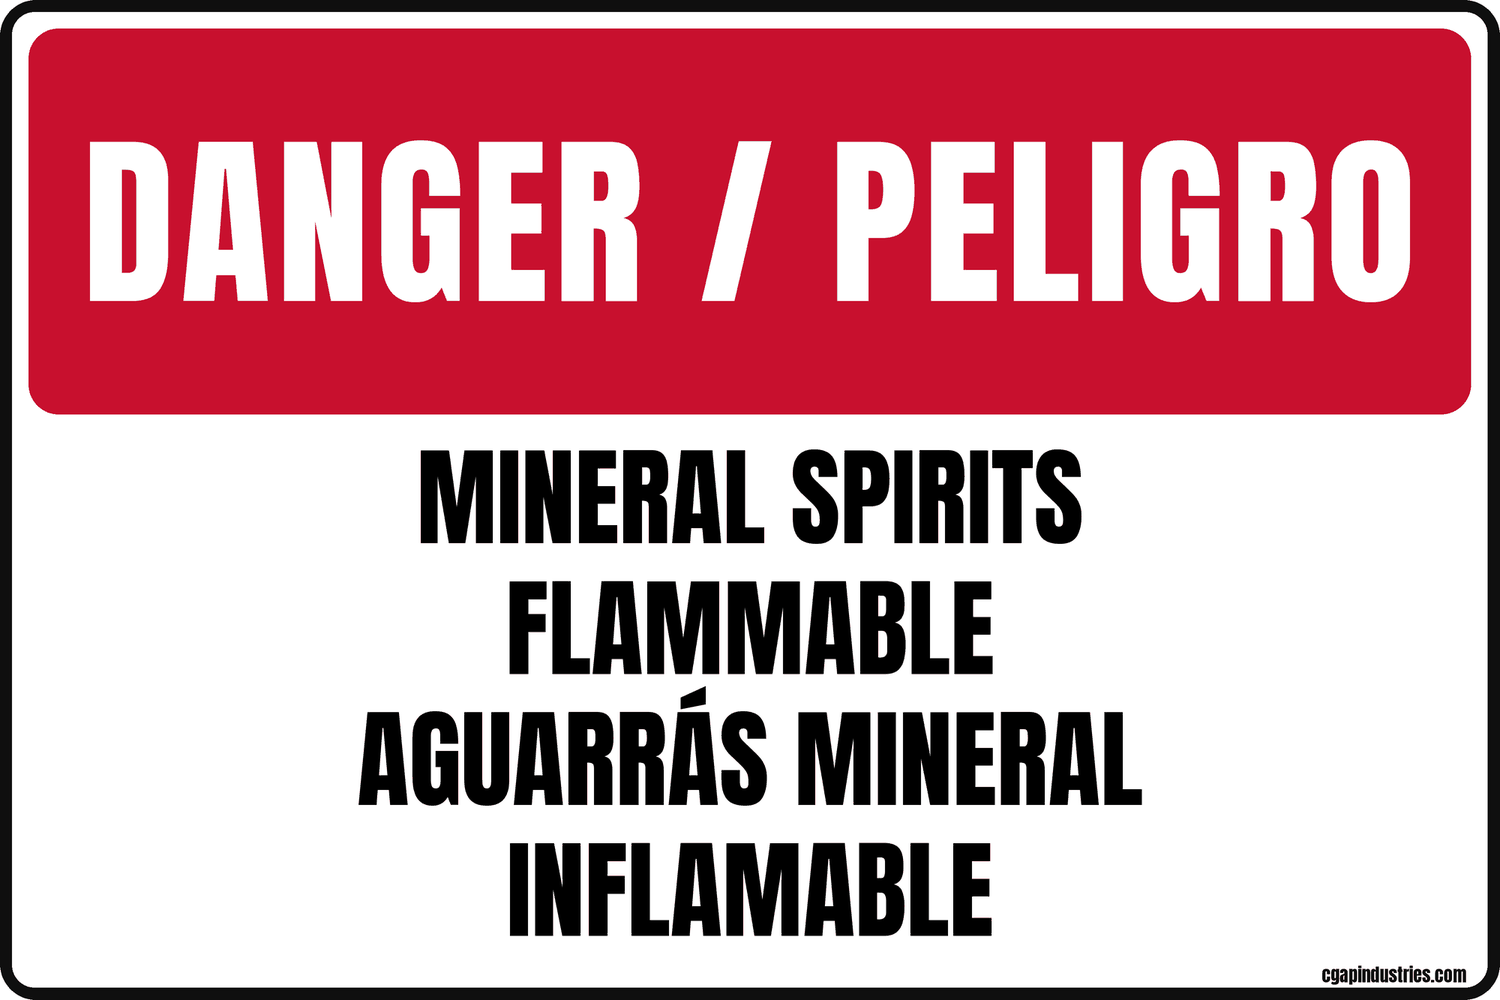 DANGER / PELIGRO
MINERAL SPIRITS
FLAMMABLE
AGUARRÁS MINERAL
INFLAMABLE
cgapindustries.com